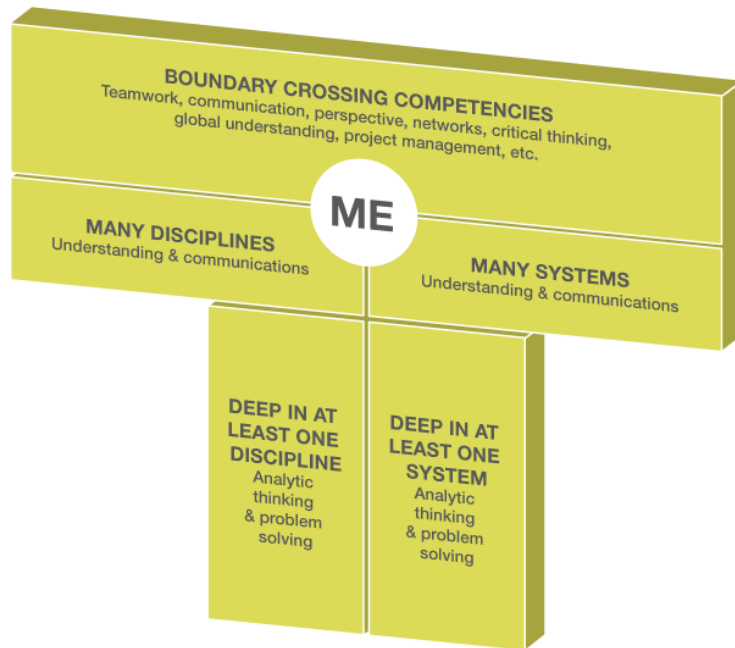 BOUNDARY CROSSING COMPETENCIES
Teamwork, communication, perspective, networks, critical thinking,
global understanding, project management, etc.
ME
MANY DISCIPLINES
Understanding & communications
MANY SYSTEMS
Understanding & communications
DEEP IN AT
LEAST ONE
DISCIPLINE
Analytic
thinking
& problem
solving
DEEP IN AT
LEAST ONE
SYSTEM
Analytic
thinking
& problem
solving